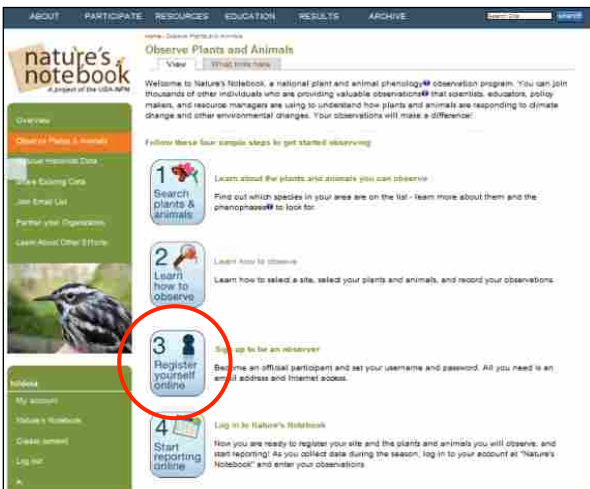 ABOUT PARTICIPATE RESOURCES EDUCATION RESULTS ARCHIVE Search Site Search
Home › Observe Plants and Animals
nature's notebook
A project of the USA-NPN
Observe Plants and Animals
View What links here
Welcome to Nature's Notebook, a national plant and animal phenology observation program. You can join
thousands of other individuals who are providing valuable observations that scientists, educators, policy
makers, and resource managers are using to understand how plants and animals are responding to climate
change and other environmental changes. Your observations will make a difference!
Follow these four simple steps to get started observing
Overview
Observe Plants & Animals
Historical Data
Share Existing Data
Join Email List
Partner your Organization
Learn About Other Efforts
1 Search plants & animals
Learn about the plants and animals you can observe
Find out which species in your area are on the list - learn more about them and the
phenophases to look for.
2 Learn how to observe
Learn how to observe
Learn how to select a site, select your plants and animals, and record your observations.
3 Register yourself online
Sign up to be an observer
Become an official participant and set your username and password. All you need is an
email address and Internet access.
4 Start reporting online
Log in to Nature's Notebook
Now you are ready to register your site and the plants and animals you will observe, and
start reporting! As you collect data during the season, log in to your account at "Nature's
Notebook" and enter your observations
My account
Nature's Notebook
Create content
Log out